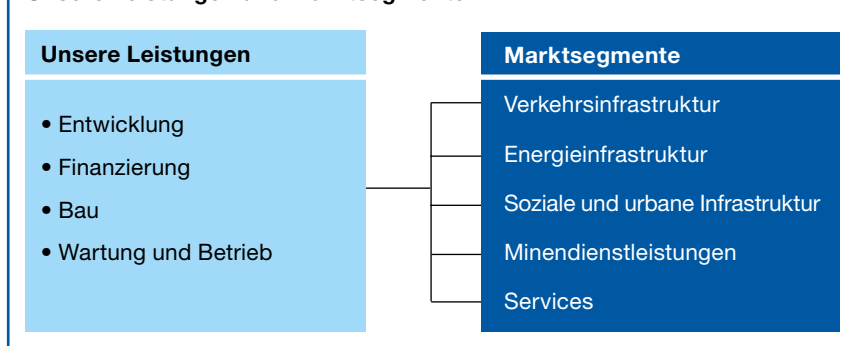 Unsere Leistungen
• Entwicklung
• Finanzierung
• Bau
• Wartung und Betrieb
Marktsegmente
Verkehrsinfrastruktur
Energieinfrastruktur
Soziale und urbane Infrastruktur
Minendienstleistungen
Services